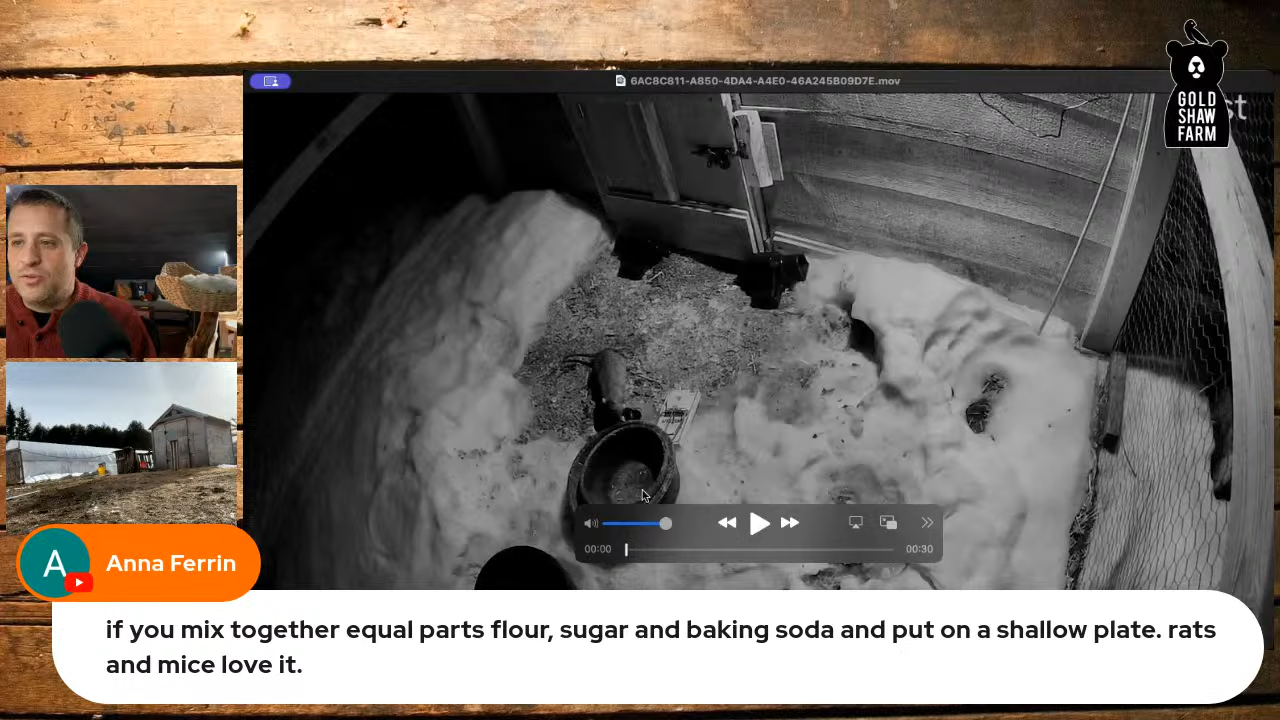 6AC8C811-A850-4DA4-A4E0-46A245B09D7E.mov
GOLD
SHAW
FARM
st
00:00
00:30
A
Anna Ferrin
if you mix together equal parts flour, sugar and baking soda and put on a shallow plate. rats
and mice love it.